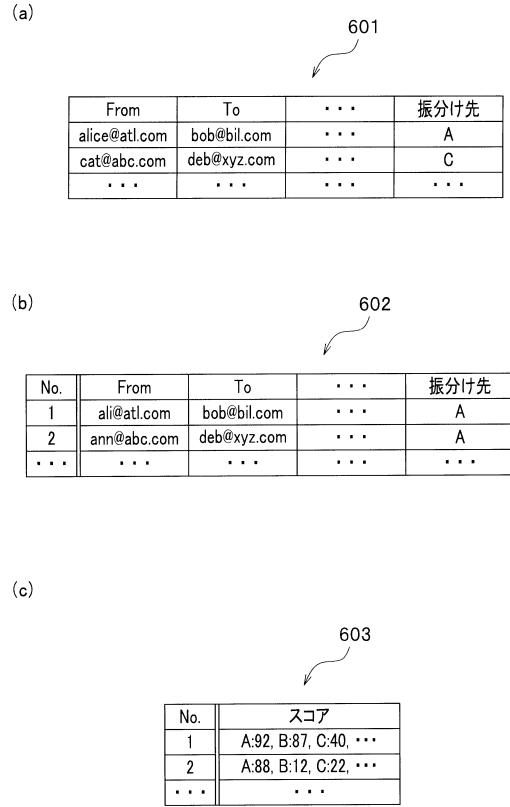 (a)
601
From To ・・・ 振分け先
alice@atl.com bob@bil.com ・・・ A
cat@abc.com deb@xyz.com ・・・ C
・・・ ・・・ ・・・ ・・・
(b)
602
No. From To ・・・ 振分け先
1 ali@atl.com bob@bil.com ・・・ A
2 ann@abc.com deb@xyz.com ・・・ A
・・・ ・・・ ・・・ ・・・ ・・・
(c)
603
No. スコア
1 A:92, B:87, C:40, ・・・
2 A:88, B:12, C:22, ・・・
・・・ ・・・